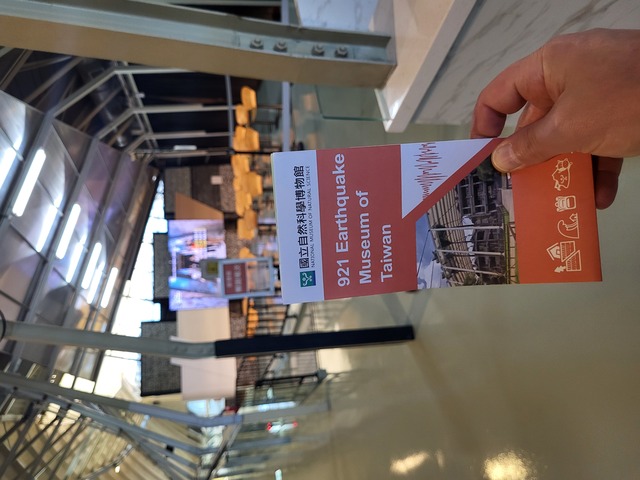 國立自然科學博物館
NATIONAL MUSEUM OF NATURAL SCIENCE
921 Earthquake
Museum of
Taiwan